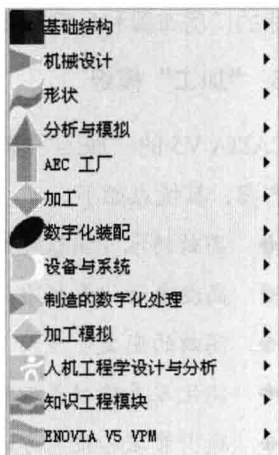 基础结构
机械设计
形状
分析与模拟
AEC 工厂
加工
数字化装配
设备与系统
制造的数字化处理
加工模拟
人机工程学设计与分析
知识工程模块
ENOVIA V5 VPM